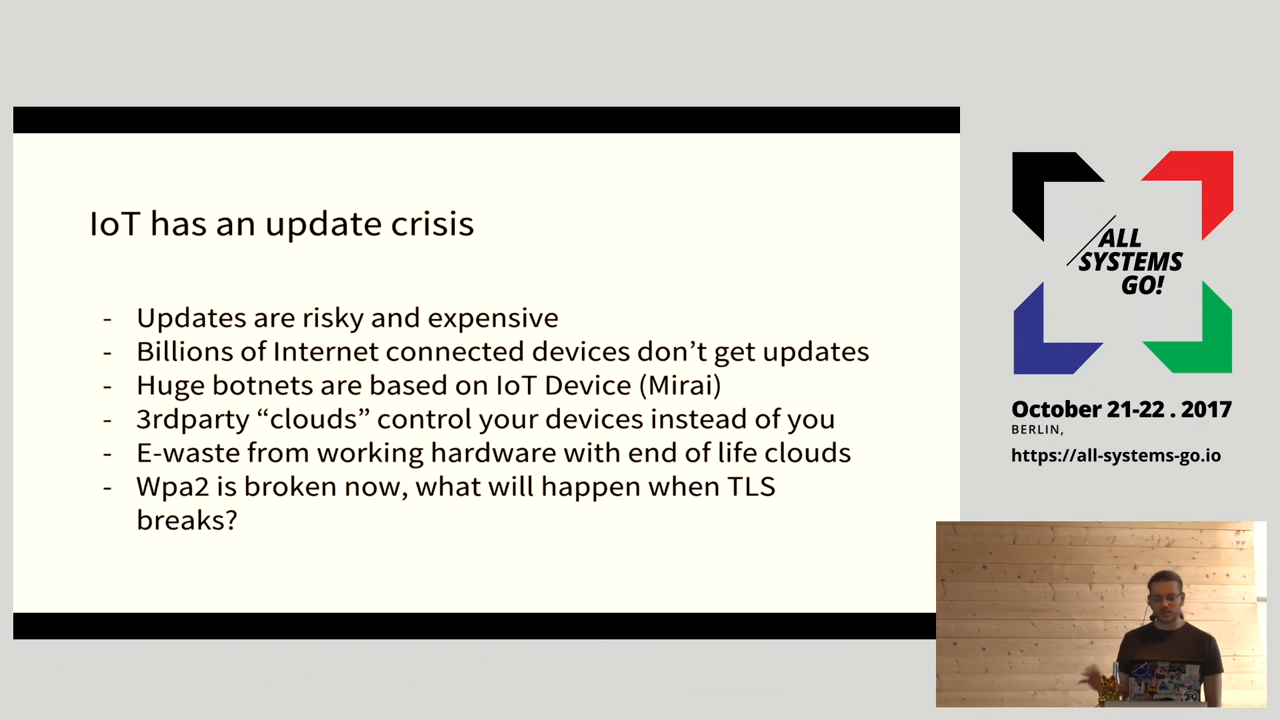 IoT has an update crisis
- Updates are risky and expensive
- Billions of Internet connected devices don’t get updates
- Huge botnets are based on IoT Device (Mirai)
- 3rdparty “clouds” control your devices instead of you
- E-waste from working hardware with end of life clouds
- Wpa2 is broken now, what will happen when TLS
breaks?
ALL
SYSTEMS
GO!
October 21-22 . 2017
BERLIN,
https://all-systems-go.io